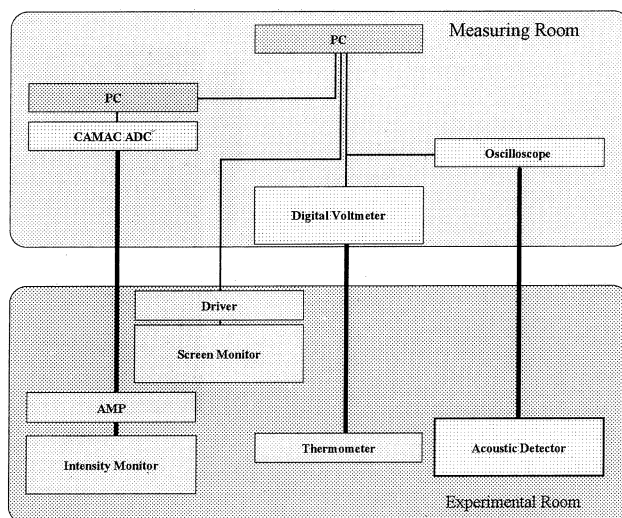 Measuring Room
PC
PC
CAMAC ADC
Oscilloscope
Digital Voltmeter
Driver
Screen Monitor
AMP
Intensity Monitor
Thermometer
Acoustic Detector
Experimental Room